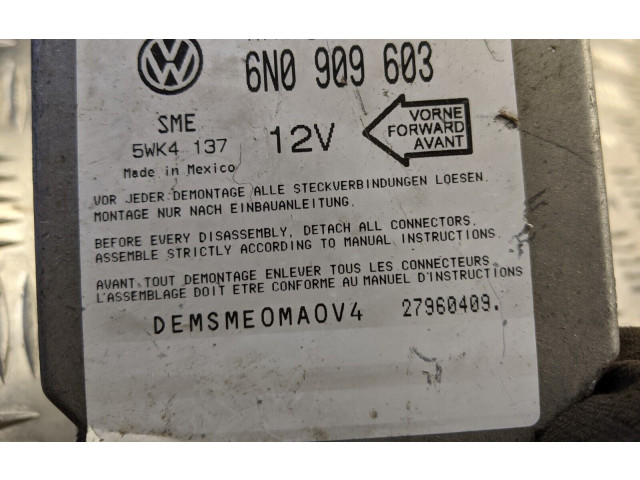 VW
6N0 909 603
SME
5WK4 137
12V
VORNE
FORWARD
AVANT
Made in Mexico
VOR JEDER DEMONTAGE ALLE STECKVERBINDUNGEN LOESEN.
MONTAGE NUR NACH EINBAUANLEITUNG.
BEFORE EVERY DISASSEMBLY, DETACH ALL CONNECTORS.
ASSEMBLE STRICTLY ACCORDING TO MANUAL INSTRUCTIONS.
AVANT TOUT DEMONTAGE ENLEVER TOUS LES CONNECTEURS
L'ASSEMBLAGE DOIT ETRE CONFORME AU MANUEL D'INSTRUCTIONS
DEMSME0MA0V4 27960409.